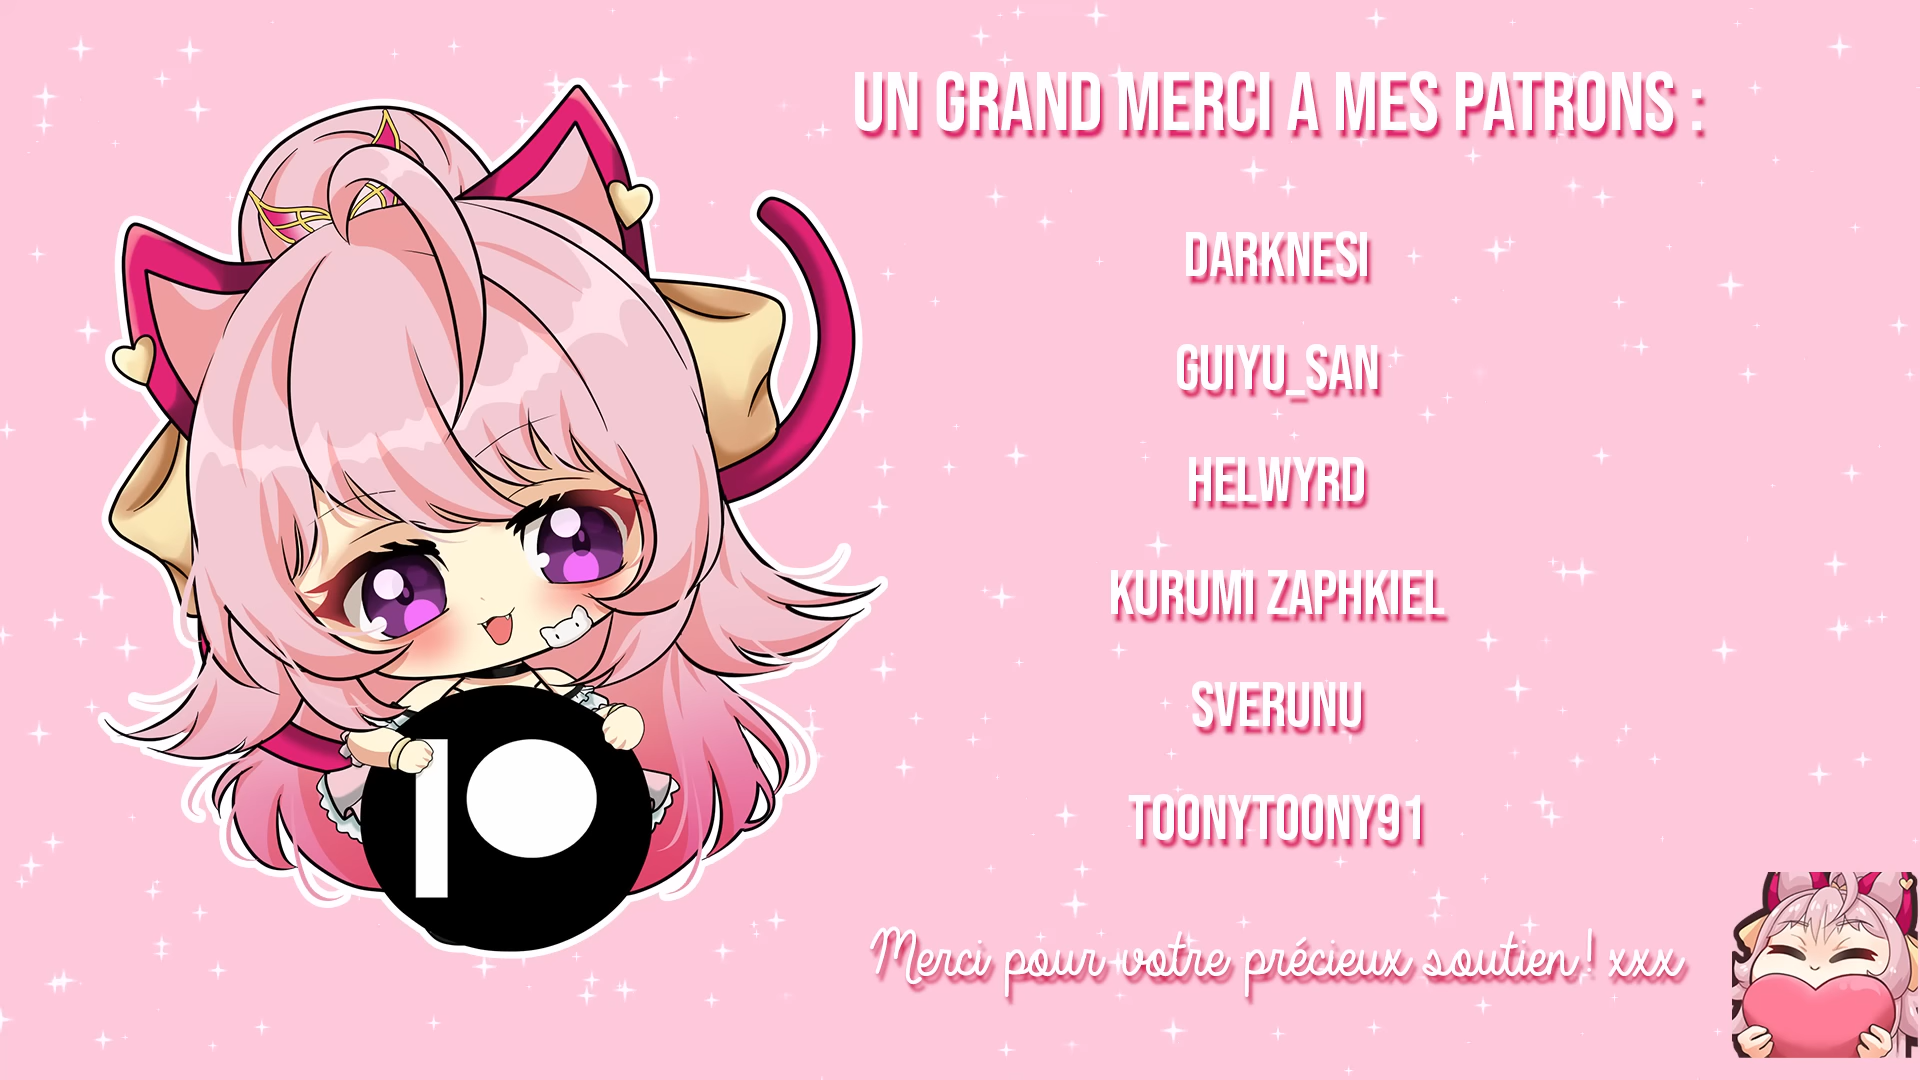 UN GRAND MERCI A MES PATRONS :
DARKNESI
GUIYU_SAN
HELWYRD
KURUMI ZAPHKIEL
SVERUNU
TOONYTOONY91
Merci pour votre précieux soutien ! xxx